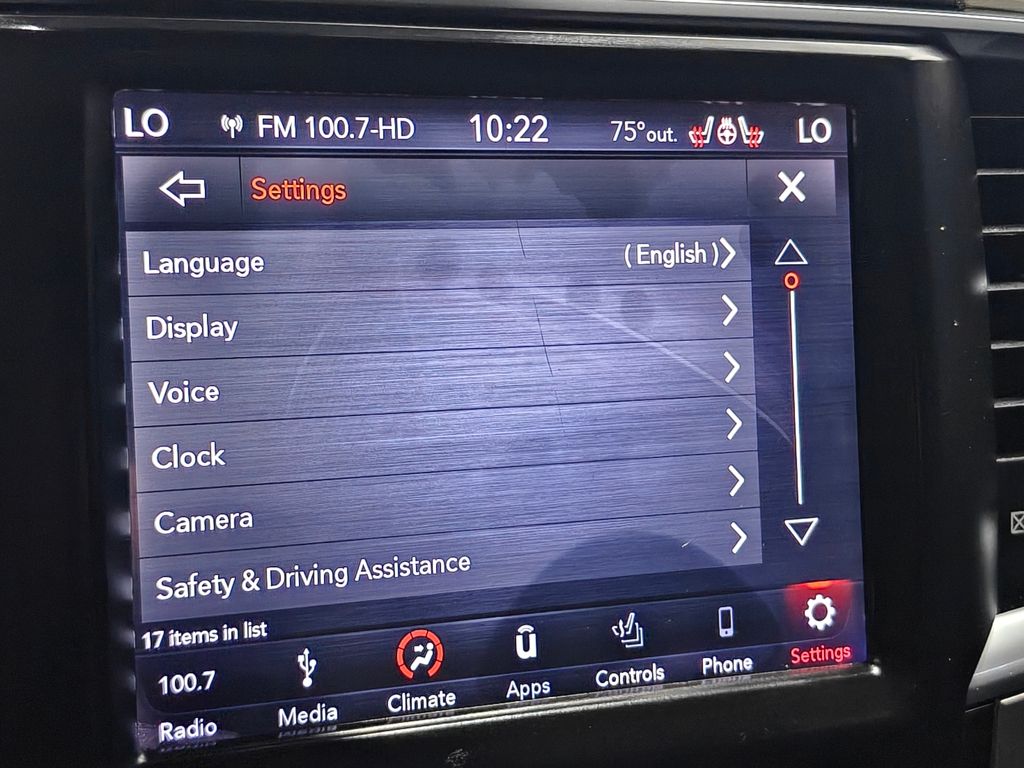 LO FM 100.7-HD 10:22 75°out. LO
Settings X
Language (English)
Display
Voice
Clock
Camera
Safety & Driving Assistance
17 items in list
100.7
Radio Media Climate Apps Controls Phone Settings